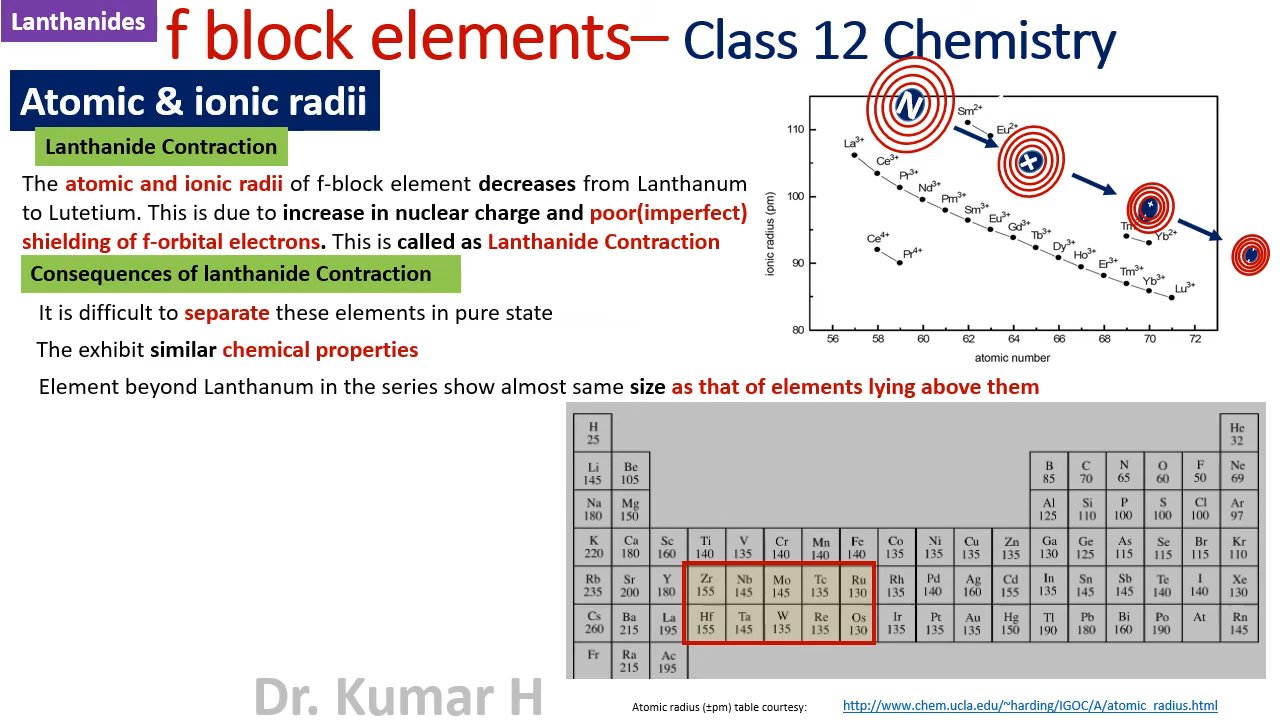 Lanthanides
f block elements– Class 12 Chemistry
Atomic & ionic radii
Lanthanide Contraction
The atomic and ionic radii of f-block element decreases from Lanthanum
to Lutetium. This is due to increase in nuclear charge and poor(imperfect)
shielding of f-orbital electrons. This is called as Lanthanide Contraction
Consequences of lanthanide Contraction
It is difficult to separate these elements in pure state
The exhibit similar chemical properties
Element beyond Lanthanum in the series show almost same size as that of elements lying above them
ionic radius (pm)
110
100
90
80
N
+
+
+
Sm2+
Eu2+
La3+
Ce3+
Pr3+
Nd3+
Pm3+
Sm3+
Eu3+
Gd3+
Tb3+
Dy3+
Ho3+
Er3+
Tm3+
Yb3+
Lu3+
Yb2+
Ce4+
Pr4+
56 58 60 62 64 66 68 70 72
atomic number
H He
25 32
Li Be B C N O F Ne
145 105 85 70 65 60 50 69
Na Mg Al Si P S Cl Ar
180 150 125 110 100 100 100 97
K Ca Sc Ti V Cr Mn Fe Co Ni Cu Zn Ga Ge As Se Br Kr
220 180 160 140 135 140 140 140 135 135 135 135 130 125 115 115 115 110
Rb Sr Y Zr Nb Mo Tc Ru Rh Pd Ag Cd In Sn Sb Te I Xe
235 200 180 155 145 145 135 130 135 140 160 155 135 145 145 140 140 130
Cs Ba La Hf Ta W Re Os Ir Pt Au Hg Tl Pb Bi Po At Rn
260 215 195 155 145 135 135 130 135 135 135 150 190 180 160 190 145
Fr Ra Ac
215 195
Dr. Kumar H
Atomic radius (±pm) table courtesy: http://www.chem.ucla.edu/~harding/IGOC/A/atomic_radius.html